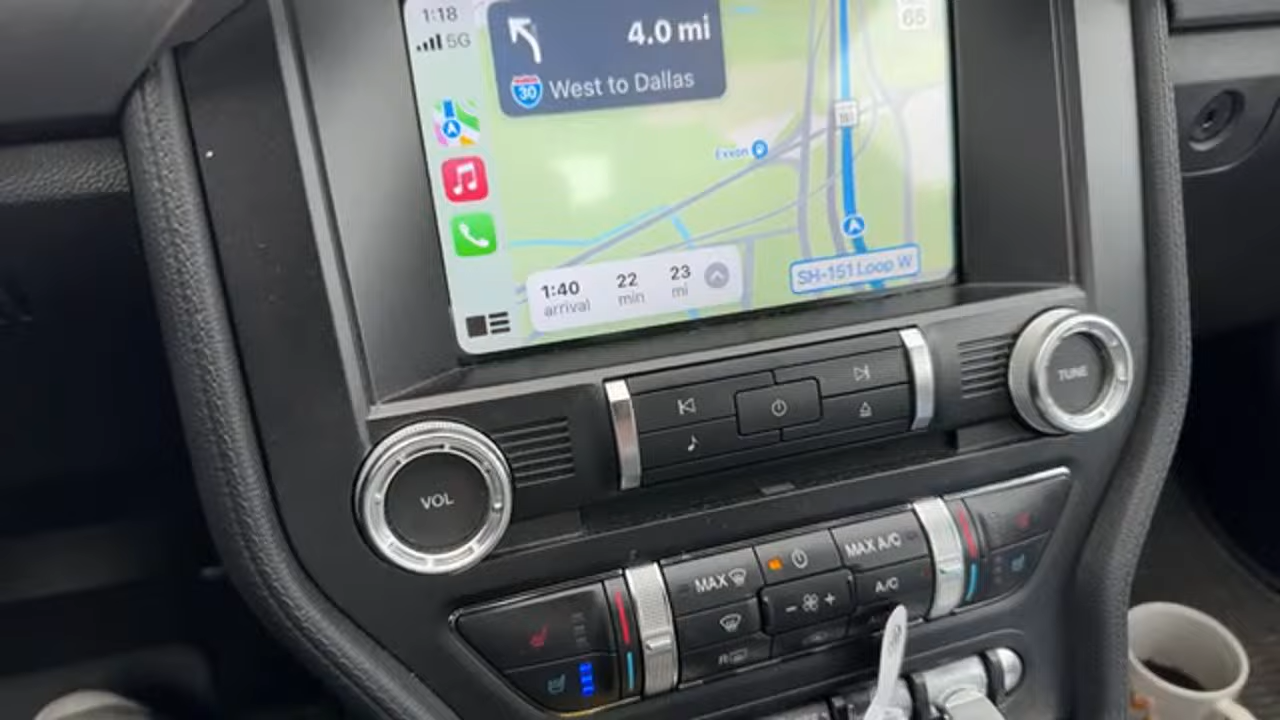 1:18
5G
4.0 mi
30
West to Dallas
65
Exxon
1:40 22 23
arrival min mi
SH-151 Loop W
TUNE
VOL
MAX A/C
MAX
A/C
R